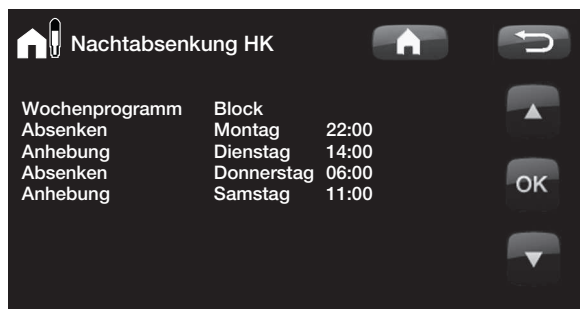 Nachtabsenkung HK
Wochenprogramm Block
Absenken Montag 22:00
Anhebung Dienstag 14:00
Absenken Donnerstag 06:00
Anhebung Samstag 11:00
OK